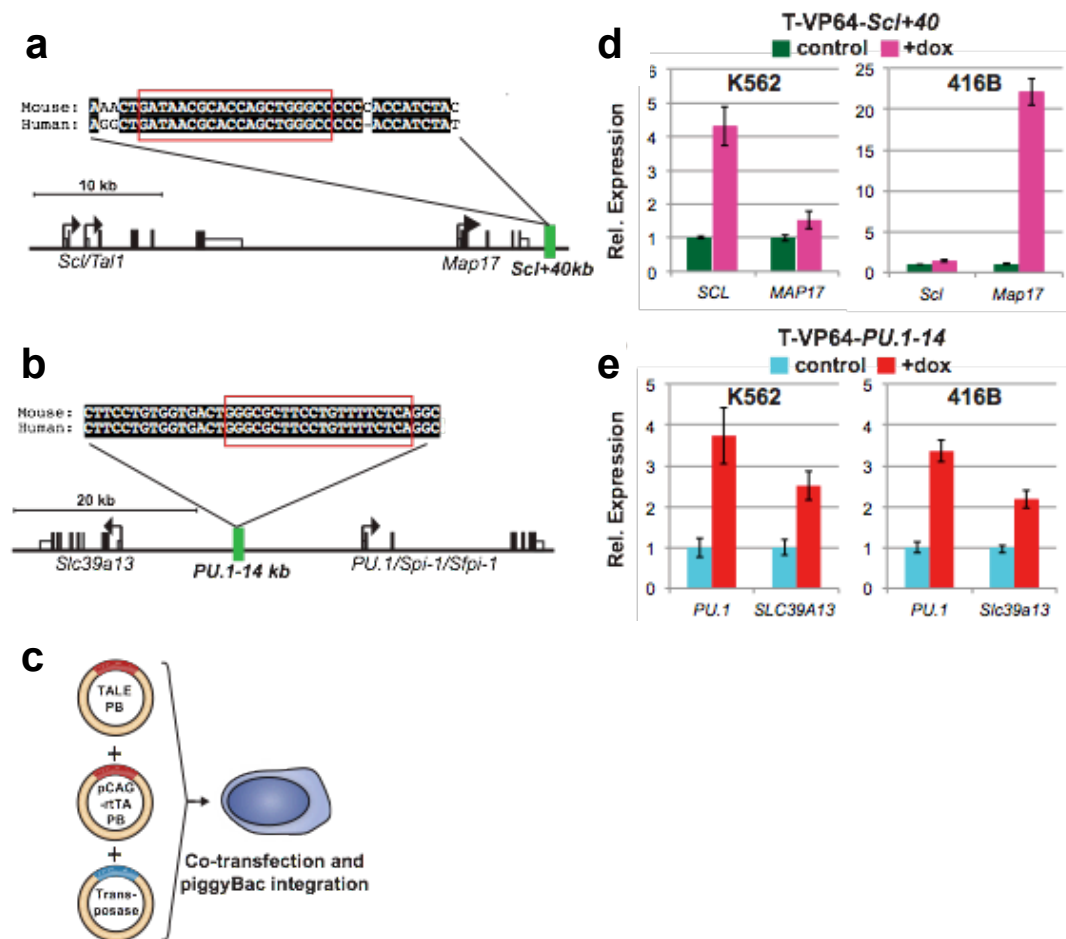 a
Mouse: AAACTGATAACGCACCAGCTGGGCCCCCCACCATCTAC
Human: AGGCTGATAACGCACCAGCTGGGCCCCC-ACCATCTAT
10 kb
Scl/Tal1
Map17
Scl+40kb
b
Mouse: CTTCCTGTGGTGACTGGGCGCTTCCTGTTTTCTCAGGC
Human: CTTCCTGTGGTGACTGGGCGCTTCCTGTTTTCTCAGGC
20 kb
Slc39a13
PU.1-14 kb
PU.1/Spi-1/Sfpi-1
c
TALE
PB
+
pCAG
-rtTA
PB
+
Trans-
posase
Co-transfection and
piggyBac integration
d
T-VP64-Scl+40
control +dox
Rel. Expression
6
5
4
3
2
1
0
K562
SCL MAP17
25
20
15
10
5
0
416B
Scl Map17
e
T-VP64-PU.1-14
control +dox
Rel. Expression
5
4
3
2
1
0
K562
PU.1 SLC39A13
5
4
3
2
1
0
416B
PU.1 Slc39a13